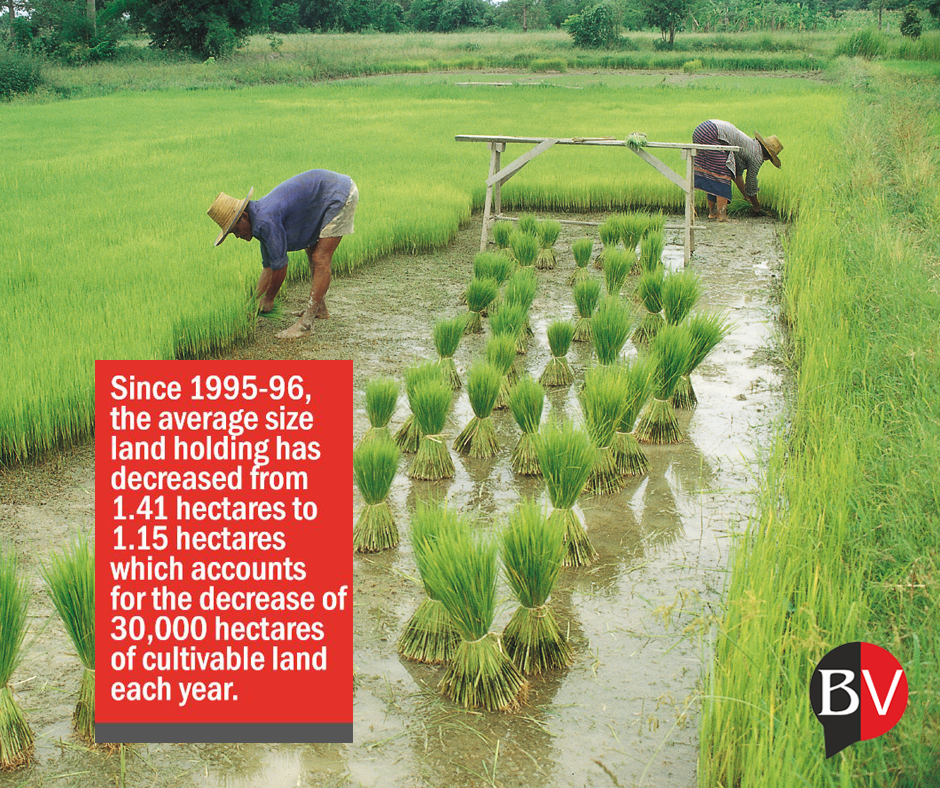 Since 1995-96,
the average size
land holding has
decreased from
1.41 hectares to
1.15 hectares
which accounts
for the decrease of
30,000 hectares
of cultivable land
each year.
BV